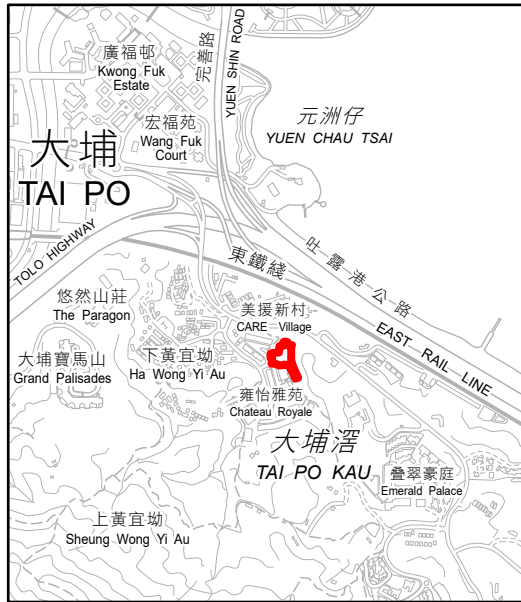 廣福邨
Kwong Fuk
Estate
完善路
YUEN SHIN ROAD
宏福苑
Wang Fuk
Court
元洲仔
YUEN CHAU TSAI
大埔
TAI PO
TOLO HIGHWAY
東鐵綫
吐露港公路
EAST RAIL LINE
悠然山莊
The Paragon
美援新村
CARE Village
大埔寶馬山
Grand Palisades
下黃宜坳
Ha Wong Yi Au
雍怡雅苑
Chateau Royale
大埔滘
TAI PO KAU
叠翠豪庭
Emerald Palace
上黃宜坳
Sheung Wong Yi Au